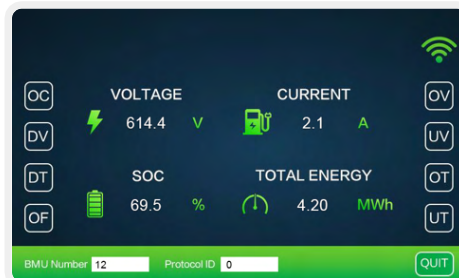 OC
VOLTAGE
CURRENT
OV
614.4 V
2.1 A
DV
UV
DT
SOC
TOTAL ENERGY
OT
69.5 %
4.20 MWh
OF
UT
BMU Number 12 Protocol ID 0 QUIT